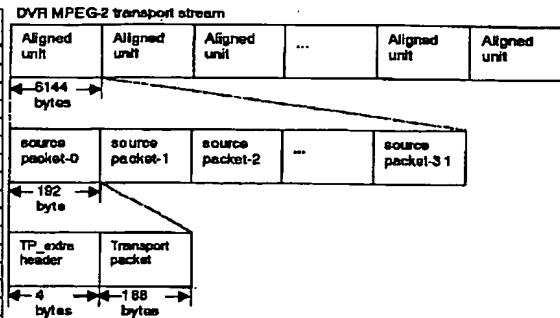 DVR MPEG-2 transport stream
Aligned unit
Aligned unit
Aligned unit
...
Aligned unit
Aligned unit
6144 bytes
source packet-0
source packet-1
source packet-2
...
source packet-31
192 byte
TP_extra header
Transport packet
4 bytes
188 bytes